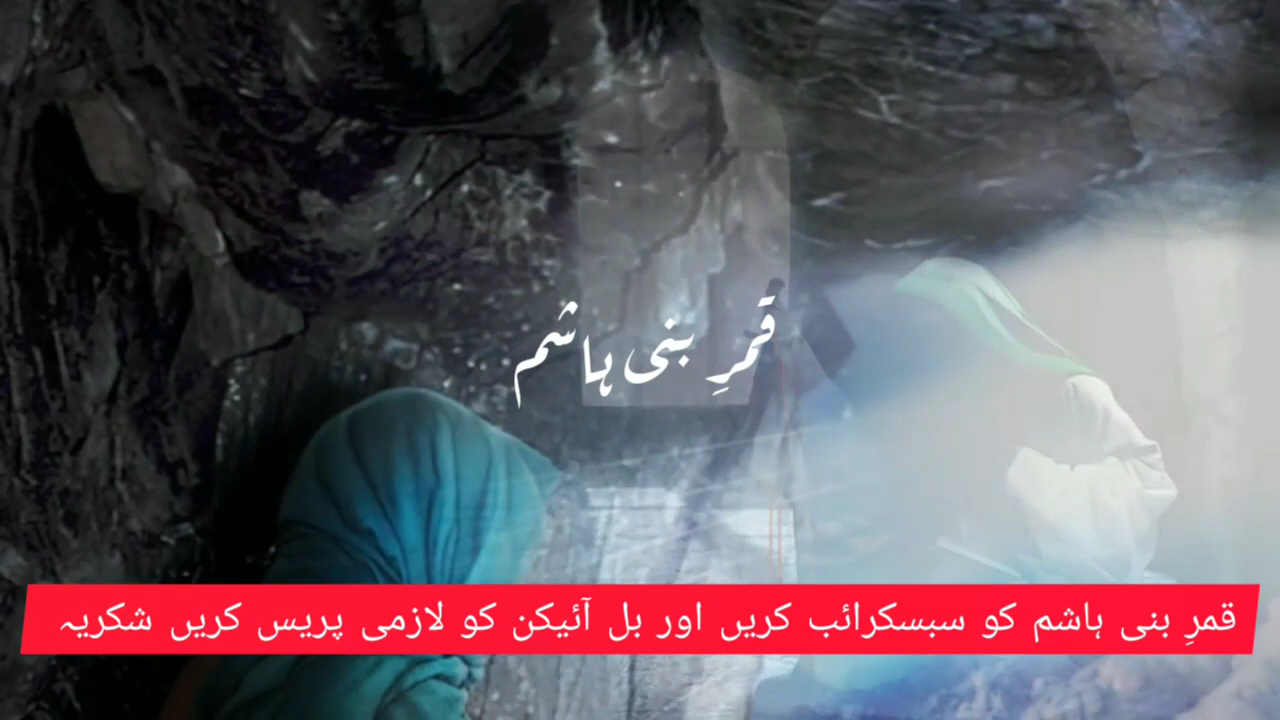 قمرِ بنی ہاشم
قمرِ بنی ہاشم کو سبسکرائب کریں اور بل آئیکن کو لازمی پریس کریں شکریہ